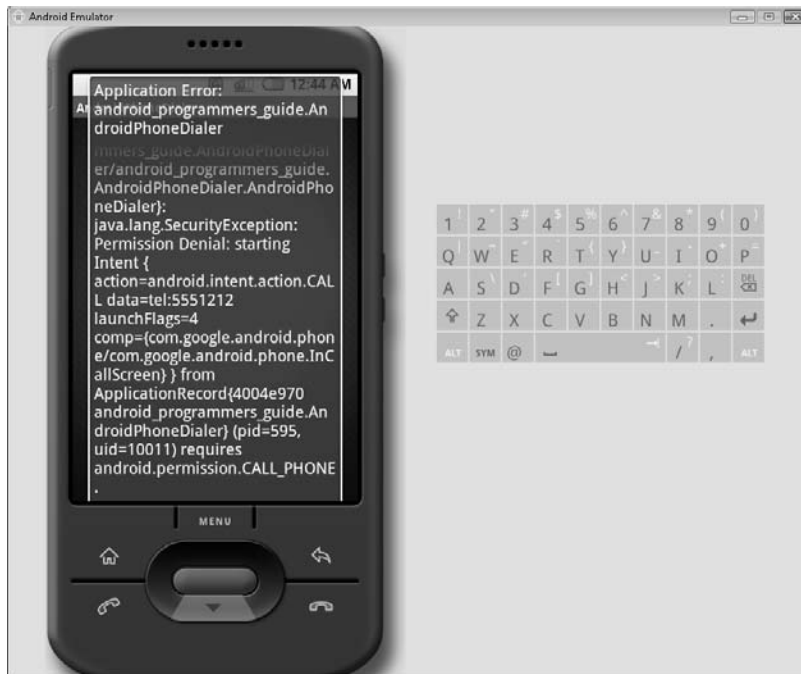 Android Emulator
12:44 AM
Application Error:
android_programmers_guide.An
droidPhoneDialer
mmers_guide.AndroidPhoneDial
er/android_programmers_guide.
AndroidPhoneDialer.AndroidPho
neDialer}:
java.lang.SecurityException:
Permission Denial: starting
Intent {
action=android.intent.action.CAL
L data=tel:5551212
launchFlags=4
comp={com.google.android.phon
e/com.google.android.phone.InC
allScreen} } from
ApplicationRecord{4004e970
android_programmers_guide.An
droidPhoneDialer} (pid=595,
uid=10011) requires
android.permission.CALL_PHONE
.
MENU
1 ! 2 3 # 4 $ 5 % 6 ^ 7 & 8 * 9 ( 0 )
Q W E R T { Y } U - I O + P =
A S \ D F [ G ] H < J > K ; L : DEL
Z X C V B N M .
ALT SYM @ / ? , ALT